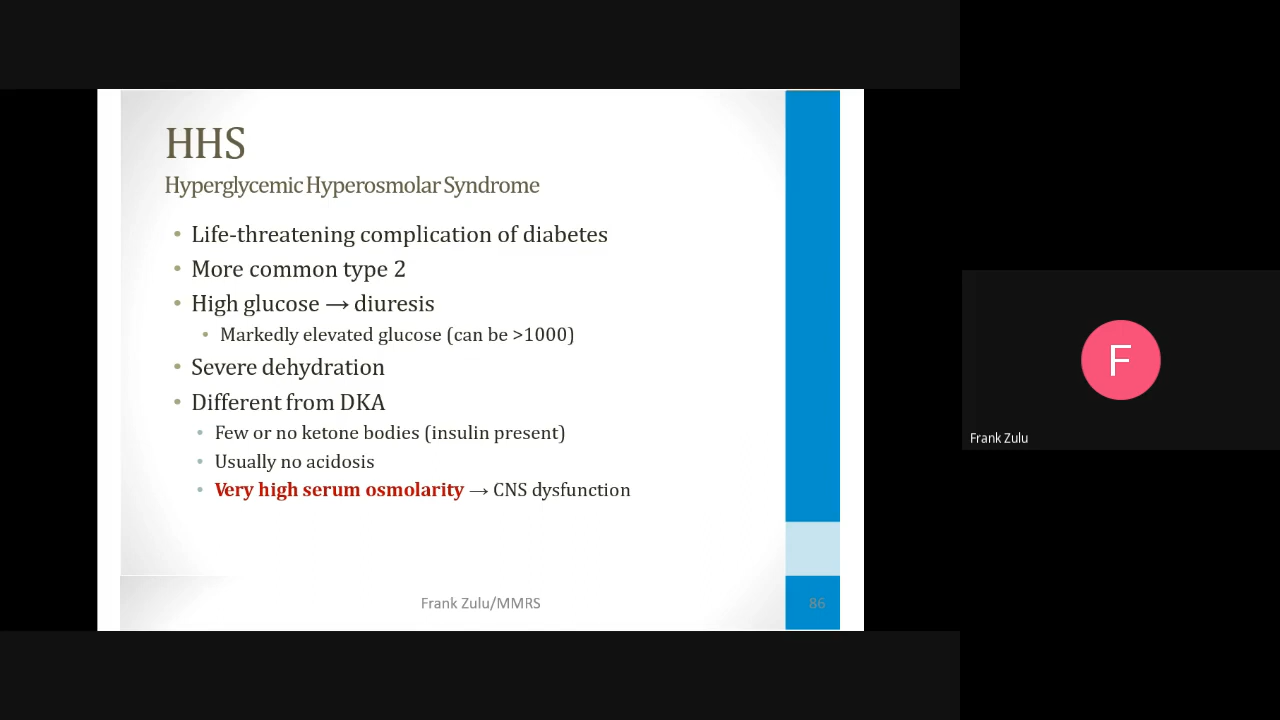 HHS
Hyperglycemic Hyperosmolar Syndrome
• Life-threatening complication of diabetes
• More common type 2
• High glucose → diuresis
• Markedly elevated glucose (can be >1000)
• Severe dehydration
• Different from DKA
• Few or no ketone bodies (insulin present)
• Usually no acidosis
• Very high serum osmolarity → CNS dysfunction
Frank Zulu/MMRS
86
F
Frank Zulu